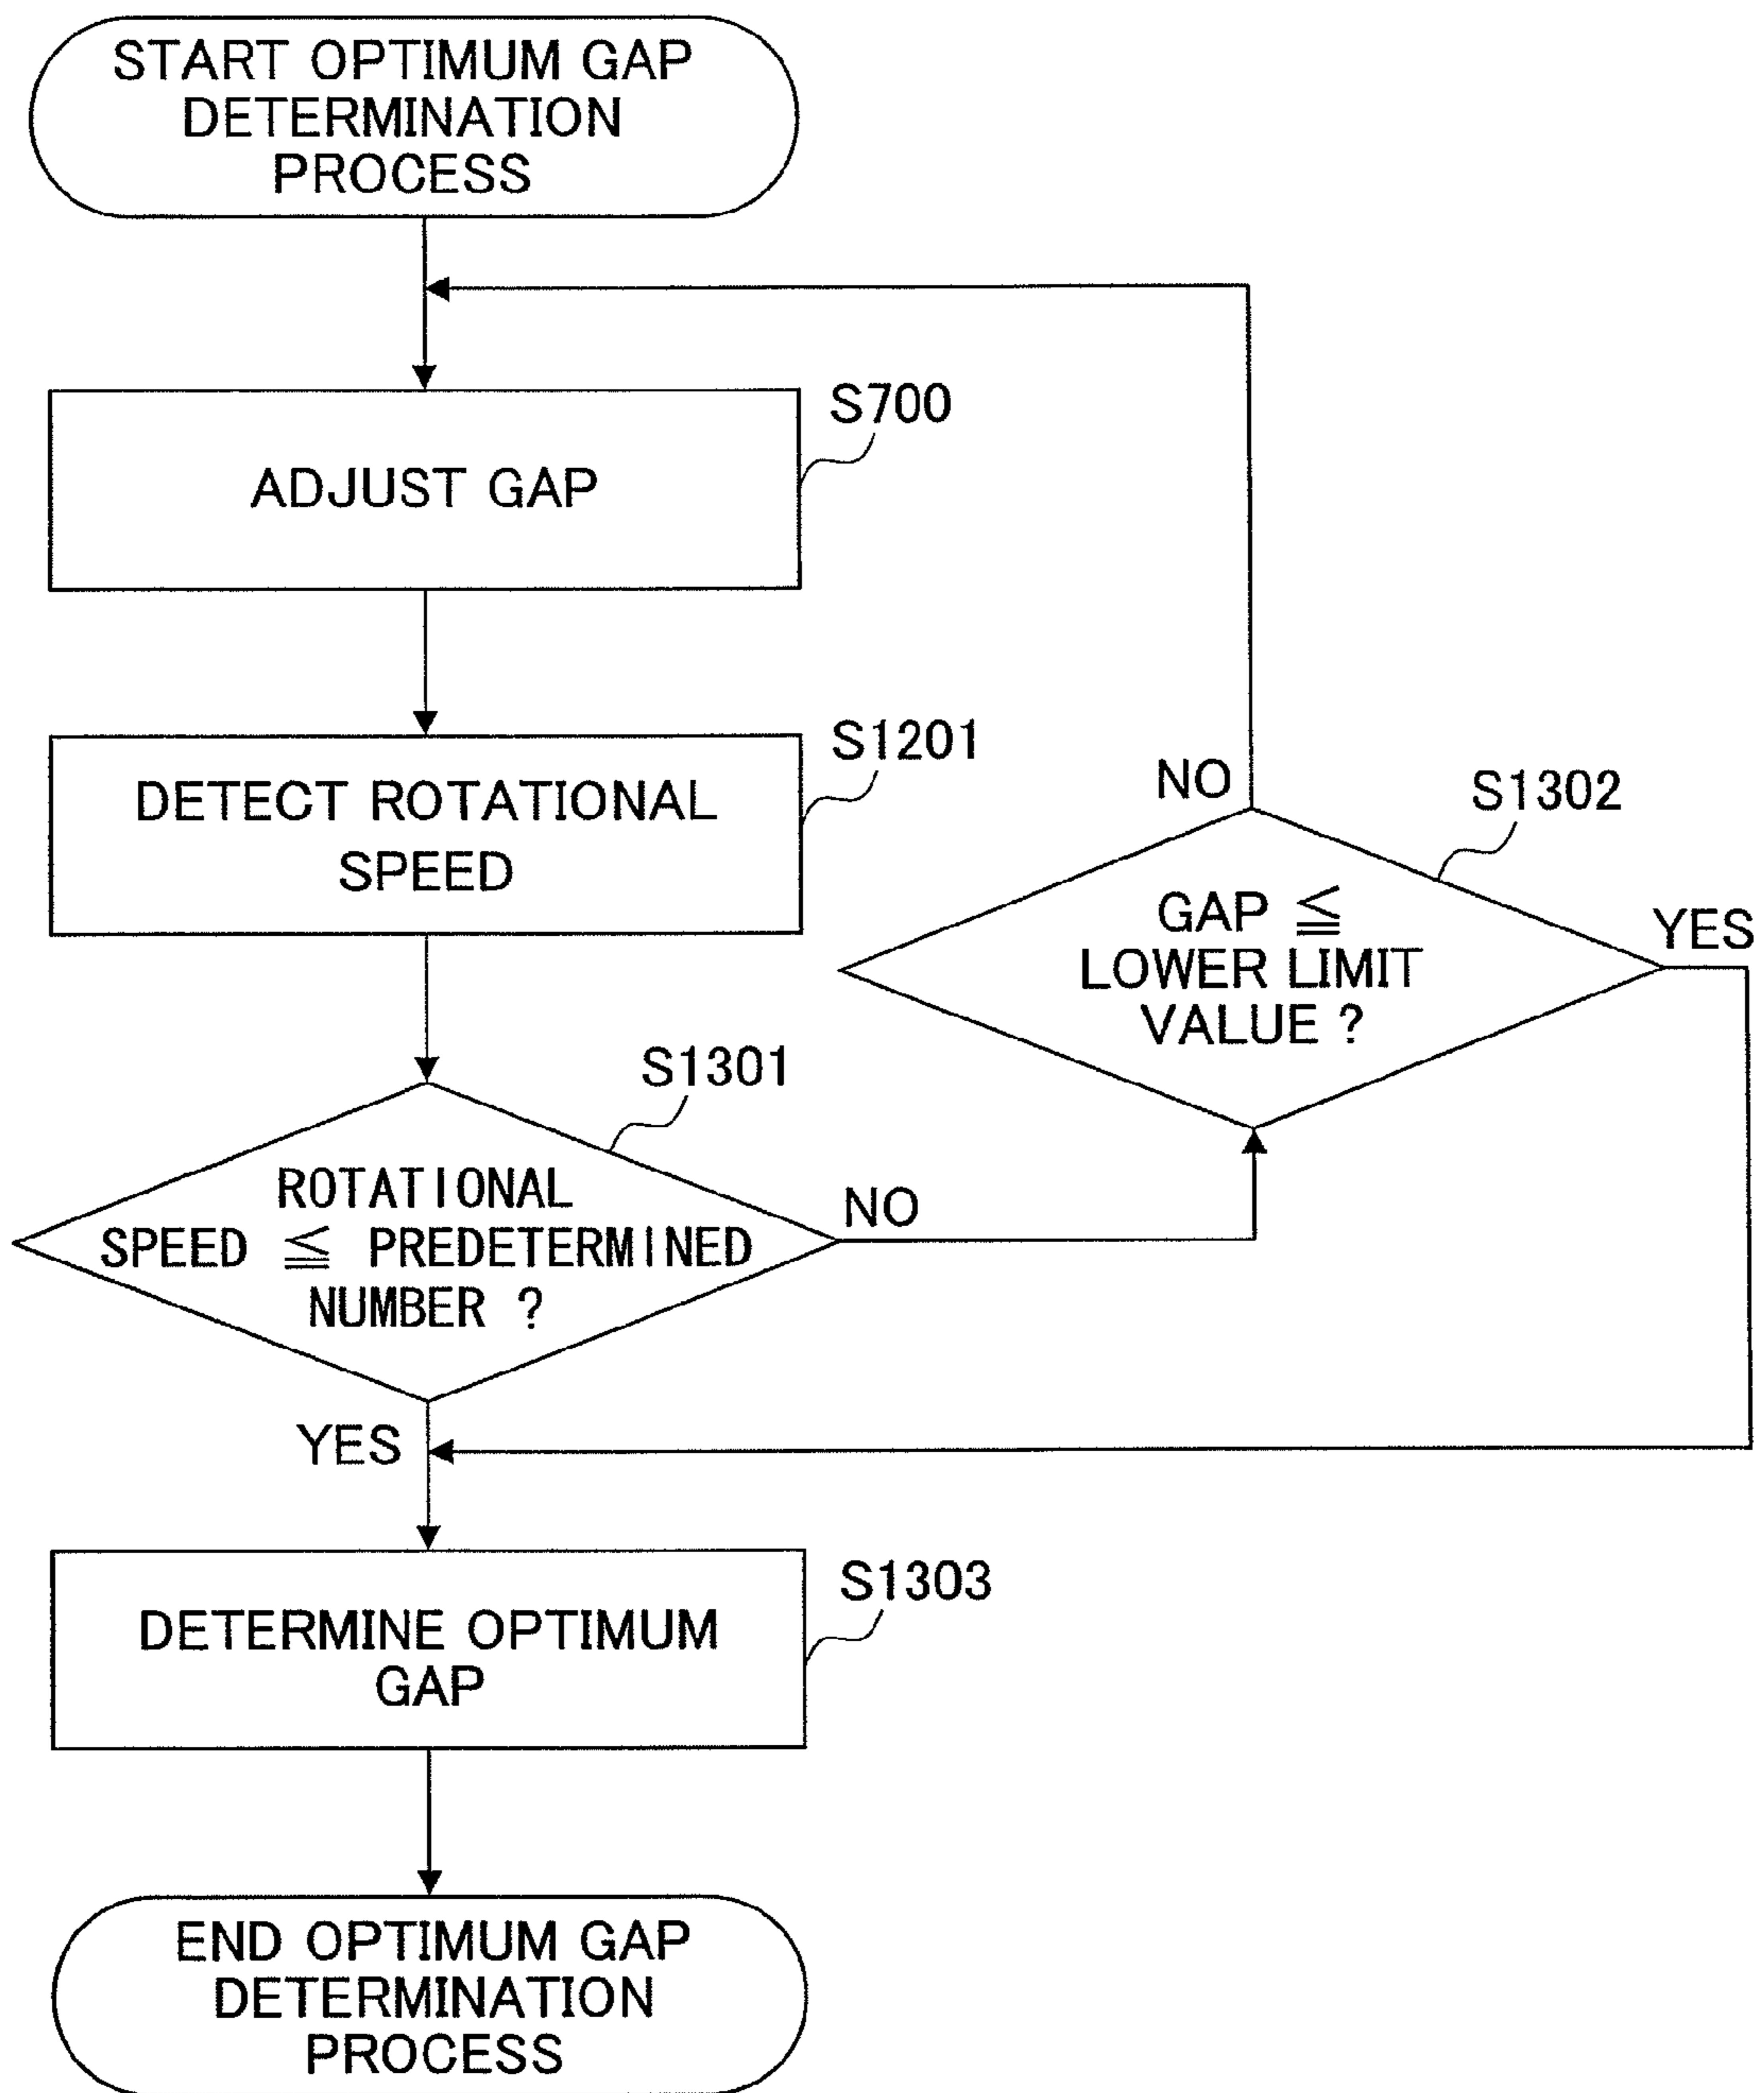 START OPTIMUM GAP
DETERMINATION
PROCESS
S700
ADJUST GAP
S1201
DETECT ROTATIONAL
SPEED
NO
S1302
GAP ≦
LOWER LIMIT
VALUE ?
YES
S1301
ROTATIONAL
SPEED ≦ PREDETERMINED
NUMBER ?
NO
YES
S1303
DETERMINE OPTIMUM
GAP
END OPTIMUM GAP
DETERMINATION
PROCESS